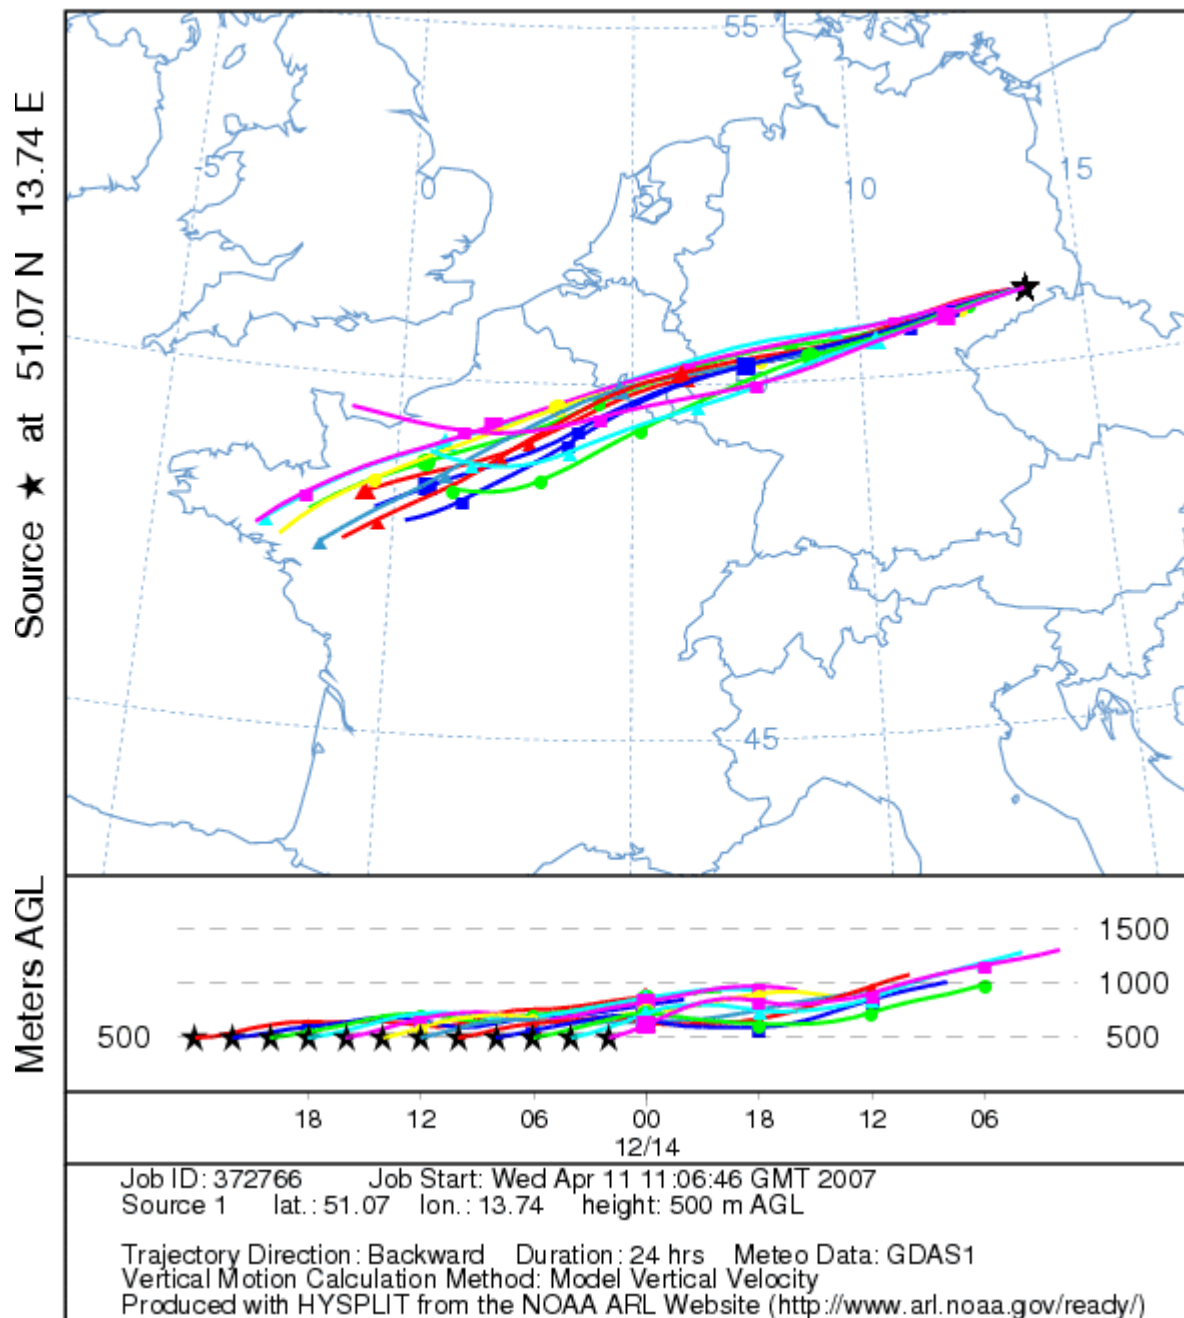 Source ★ at 51.07 N 13.74 E
55
-5
0
5
10
15
45
Meters AGL
1500
1000
500
500
18 12 06 00 18 12 06
12/14
Job ID: 372766 Job Start: Wed Apr 11 11:06:46 GMT 2007
Source 1 lat.: 51.07 lon.: 13.74 height: 500 m AGL
Trajectory Direction: Backward Duration: 24 hrs Meteo Data: GDAS1
Vertical Motion Calculation Method: Model Vertical Velocity
Produced with HYSPLIT from the NOAA ARL Website (http://www.arl.noaa.gov/ready/)